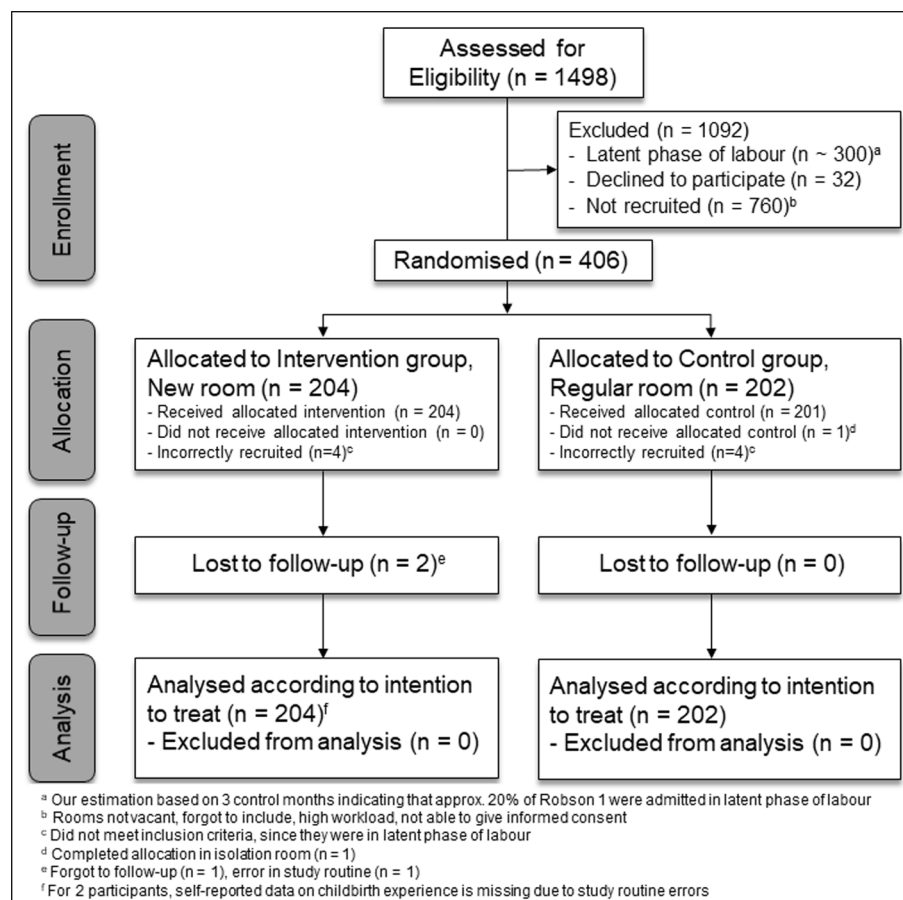 Assessed for
Eligibility (n = 1498)
Enrollment
Excluded (n = 1092)
- Latent phase of labour (n ~ 300)ᵃ
- Declined to participate (n = 32)
- Not recruited (n = 760)ᵇ
Randomised (n = 406)
Allocation
Allocated to Intervention group,
New room (n = 204)
- Received allocated intervention (n = 204)
- Did not receive allocated intervention (n = 0)
- Incorrectly recruited (n=4)ᶜ
Allocated to Control group,
Regular room (n = 202)
- Received allocated control (n = 201)
- Did not receive allocated control (n = 1)ᵈ
- Incorrectly recruited (n=4)ᶜ
Follow-up
Lost to follow-up (n = 2)ᵉ
Lost to follow-up (n = 0)
Analysis
Analysed according to intention
to treat (n = 204)ᶠ
- Excluded from analysis (n = 0)
Analysed according to intention
to treat (n = 202)
- Excluded from analysis (n = 0)
ᵃ Our estimation based on 3 control months indicating that approx. 20% of Robson 1 were admitted in latent phase of labour
ᵇ Rooms not vacant, forgot to include, high workload, not able to give informed consent
ᶜ Did not meet inclusion criteria, since they were in latent phase of labour
ᵈ Completed allocation in isolation room (n = 1)
ᵉ Forgot to follow-up (n = 1), error in study routine (n = 1)
ᶠ For 2 participants, self-reported data on childbirth experience is missing due to study routine errors